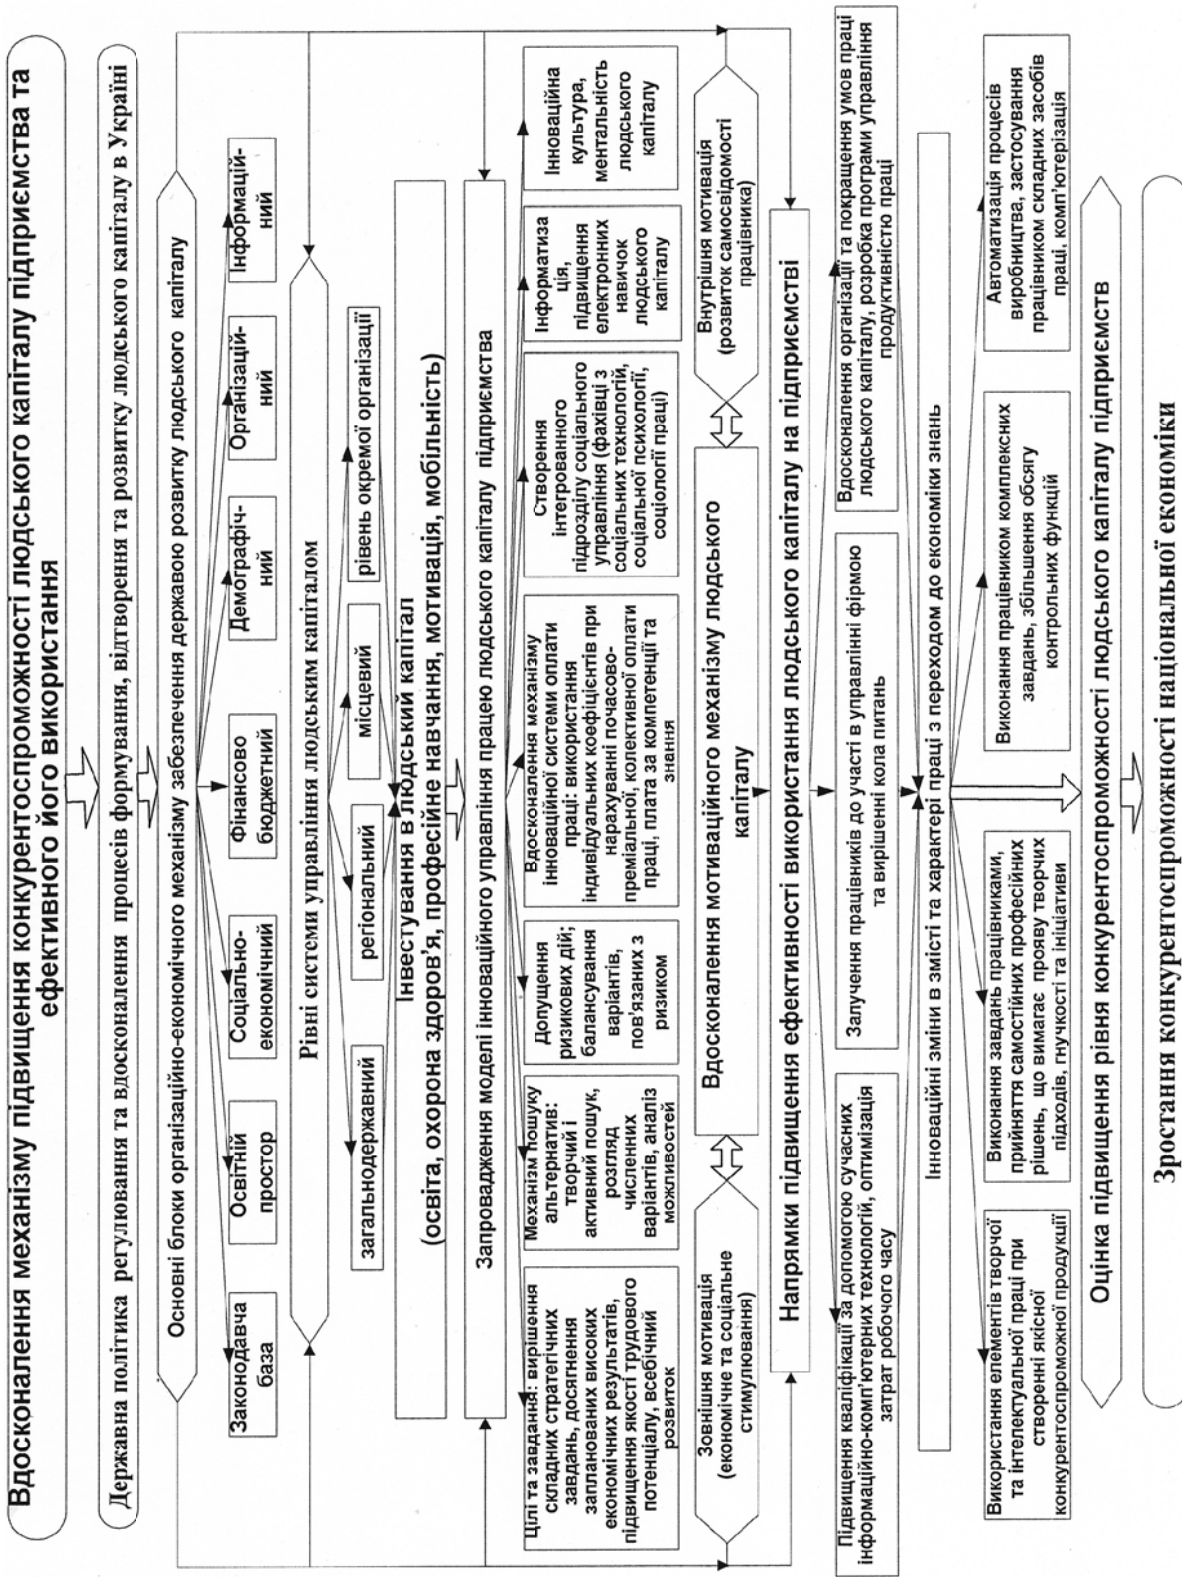 Вдосконалення механізму підвищення конкурентоспроможності людського капіталу підприємства та
ефективного його використання
Державна політика регулювання та вдосконалення процесів формування, відтворення та розвитку людського капіталу в Україні
Основні блоки організаційно-економічного механізму забезпечення державою розвитку людського капіталу
Законодавча
база
Освітній
простор
Соціально-
економічний
Фінансово
бюджетний
Демографіч-
ний
Організацій-
ний
Інформацій-
ний
Рівні системи управління людським капіталом
загальнодержавний
регіональний
місцевий
рівень окремої організації
Інвестування в людський капітал
(освіта, охорона здоров'я, професійне навчання, мотивація, мобільність)
Запровадження моделі інноваційного управління працею людського капіталу підприємства
Цілі та завдання: вирішення
складних стратегічних
завдань, досягнення
запланованих високих
економічних результатів,
підвищення якості трудового
потенціалу, всебічний
розвиток
Механізм пошуку
альтернатив:
творчий і
активний пошук,
розгляд
численних
варіантів, аналіз
можливостей
Допущення
ризикових дій;
балансування
варіантів,
пов'язаних з
ризиком
Вдосконалення механізму
інноваційної системи оплати
праці: використання
індивідуальних коефіцієнтів при
нарахуванні почасово-
преміальної, колективної оплати
праці, плата за компетенції та
знання
Створення
інтегрованного
підрозділу соціального
управління (фахівці з
соціальних технологій,
соціальної психології,
соціології праці)
Інформатиза
ція,
підвищення
електронних
навичок
людського
капіталу
Інноваційна
культура,
ментальність
людського
капіталу
Зовнішня мотивація
(економічне та соціальне
стимулювання)
Вдосконалення мотиваційного механізму людського
капіталу
Внутрішня мотивація
(розвиток самосвідомості
працівника)
Напрямки підвищення ефективності використання людського капіталу на підприємстві
Підвищення кваліфікації за допомогою сучасних
інформаційно-комп'ютерних технологій, оптимізація
затрат робочого часу
Залучення працівників до участі в управлінні фірмою
та вирішенні кола питань
Вдосконалення організації та покращення умов праці
людського капіталу, розробка програми управління
продуктивністю праці
Інноваційні зміни в змісті та характері праці з переходом до економіки знань
Використання елементів творчої
та інтелектуальної праці при
створенні якісної
конкурентоспроможної продукції
Виконання завдань працівниками,
прийняття самостійних професійних
рішень, що вимагає прояву творчих
підходів, гнучкості та ініціативи
Виконання працівником комплексних
завдань, збільшення обсягу
контрольних функцій
Автоматизація процесів
виробництва, застосування
працівником складних засобів
праці, комп'ютерізація
Оцінка підвищення рівня конкурентоспроможності людського капіталу підприємств
Зростання конкурентоспроможності національної економіки